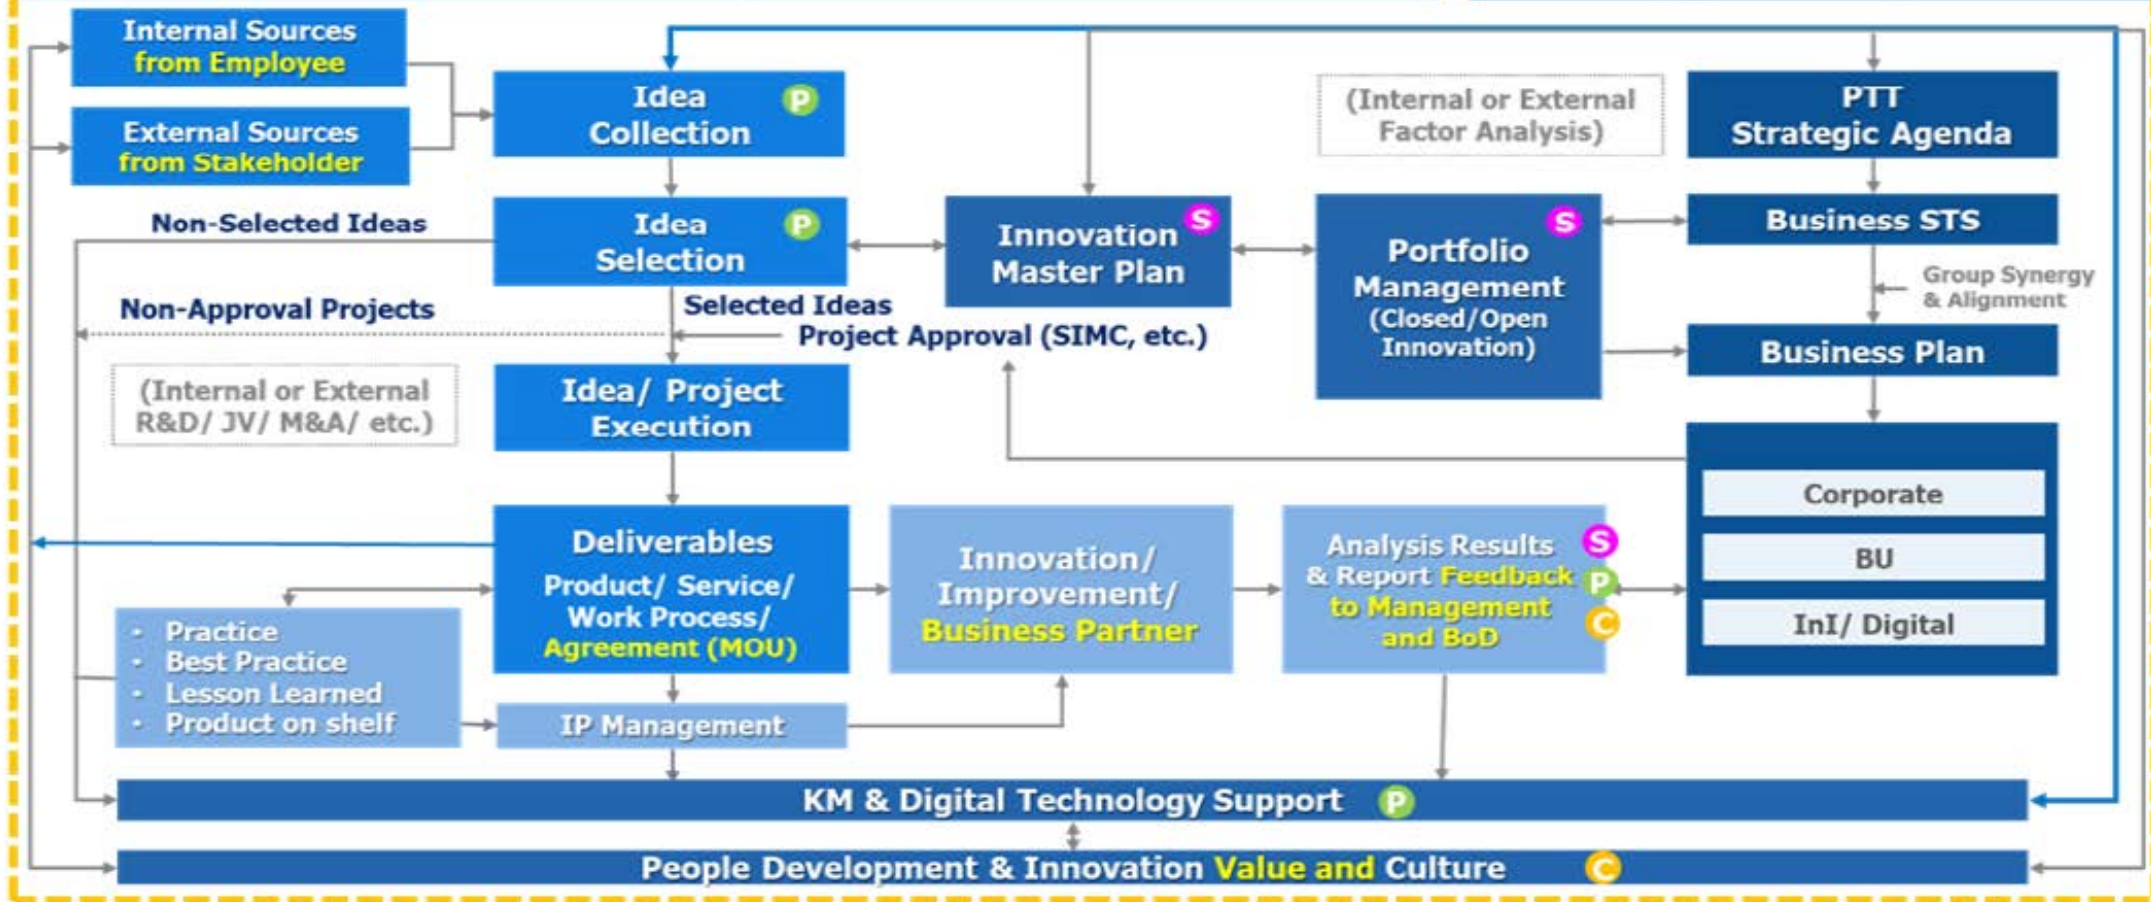 Internal Sources
from Employee
External Sources
from Stakeholder
Idea
Collection
P
(Internal or External
Factor Analysis)
PTT
Strategic Agenda
Non-Selected Ideas
Idea
Selection
P
Innovation
Master Plan
S
Portfolio
Management
(Closed/Open
Innovation)
S
Business STS
Group Synergy
& Alignment
Non-Approval Projects
Selected Ideas
Project Approval (SIMC, etc.)
Business Plan
(Internal or External
R&D/ JV/ M&A/ etc.)
Idea/ Project
Execution
Corporate
BU
InI/ Digital
Deliverables
Product/ Service/
Work Process/
Agreement (MOU)
Innovation/
Improvement/
Business Partner
Analysis Results
& Report Feedback
to Management
and BoD
S
P
C
· Practice
· Best Practice
· Lesson Learned
· Product on shelf
IP Management
KM & Digital Technology Support P
People Development & Innovation Value and Culture C